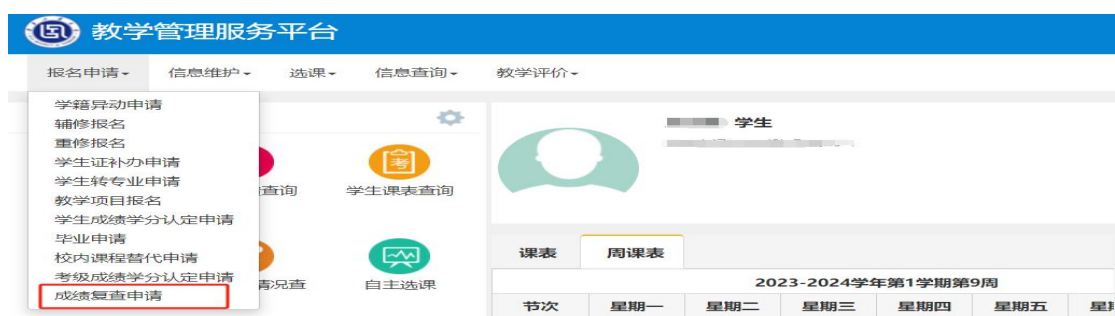 教学管理服务平台
报名申请 信息维护 选课 信息查询 教学评价
学籍异动申请
辅修报名
重修报名
学生证补办申请
学生转专业申请
教学项目报名
学生成绩学分认定申请
毕业申请
校内课程替代申请
考级成绩学分认定申请
成绩复查申请
考
查询 学生课表查询
情况查 自主选课
学生
课表 周课表
2023-2024学年第1学期第9周
节次 星期一 星期二 星期三 星期四 星期五